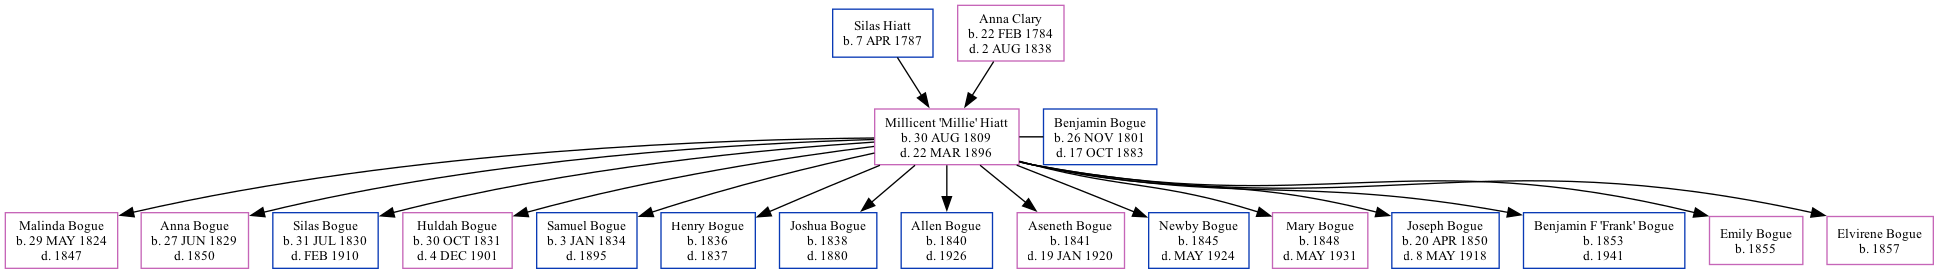 Silas Hiatt
b. 7 APR 1787
Anna Clary
b. 22 FEB 1784
d. 2 AUG 1838
Millicent 'Millie' Hiatt
b. 30 AUG 1809
d. 22 MAR 1896
Benjamin Bogue
b. 26 NOV 1801
d. 17 OCT 1883
Malinda Bogue
b. 29 MAY 1824
d. 1847
Anna Bogue
b. 27 JUN 1829
d. 1850
Silas Bogue
b. 31 JUL 1830
d. FEB 1910
Huldah Bogue
b. 30 OCT 1831
d. 4 DEC 1901
Samuel Bogue
b. 3 JAN 1834
d. 1895
Henry Bogue
b. 1836
d. 1837
Joshua Bogue
b. 1838
d. 1880
Allen Bogue
b. 1840
d. 1926
Aseneth Bogue
b. 1841
d. 19 JAN 1920
Newby Bogue
b. 1845
d. MAY 1924
Mary Bogue
b. 1848
d. MAY 1931
Joseph Bogue
b. 20 APR 1850
d. 8 MAY 1918
Benjamin F 'Frank' Bogue
b. 1853
d. 1941
Emily Bogue
b. 1855
Elvirene Bogue
b. 1857